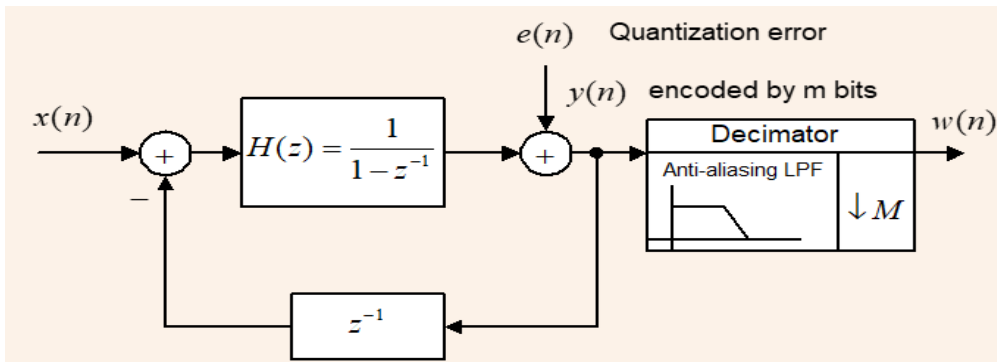 e(n) Quantization error
y(n) encoded by m bits
x(n)
w(n)
Decimator
+
H(z) = 1 / (1 − z⁻¹)
+
Anti-aliasing LPF
↓ M
−
z⁻¹